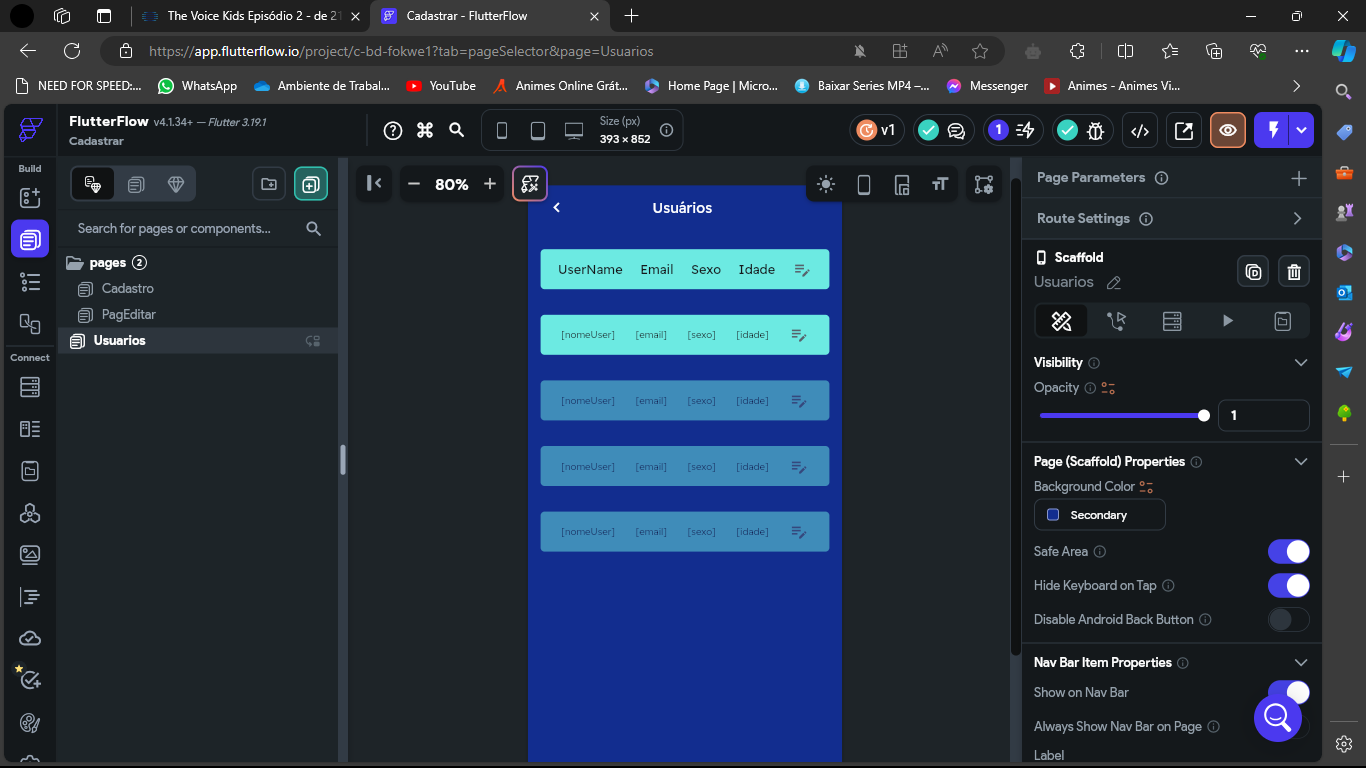 The Voice Kids Episódio 2 - de 21
Cadastrar - FlutterFlow
https://app.flutterflow.io/project/c-bd-fokwe1?tab=pageSelector&page=Usuarios
NEED FOR SPEED:...
WhatsApp
Ambiente de Trabal...
YouTube
Animes Online Grát...
Home Page | Micro...
Baixar Series MP4 –...
Messenger
Animes - Animes Vi...
FlutterFlow v4.1.34+ — Flutter 3.19.1
Cadastrar
Size (px)
393 × 852
v1
1
Build
Connect
Search for pages or components...
pages 2
Cadastro
PagEditar
Usuarios
80%
Usuários
UserName Email Sexo Idade
[nomeUser] [email] [sexo] [idade]
[nomeUser] [email] [sexo] [idade]
[nomeUser] [email] [sexo] [idade]
[nomeUser] [email] [sexo] [idade]
Page Parameters
Route Settings
Scaffold
Usuarios
Visibility
Opacity
1
Page (Scaffold) Properties
Background Color
Secondary
Safe Area
Hide Keyboard on Tap
Disable Android Back Button
Nav Bar Item Properties
Show on Nav Bar
Always Show Nav Bar on Page
Label